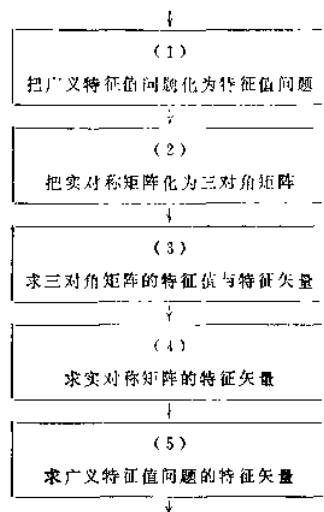 (1)
把广义特征值问题化为特征值问题
(2)
把实对称矩阵化为三对角矩阵
(3)
求三对角矩阵的特征值与特征矢量
(4)
求实对称矩阵的特征矢量
(5)
求广义特征值问题的特征矢量